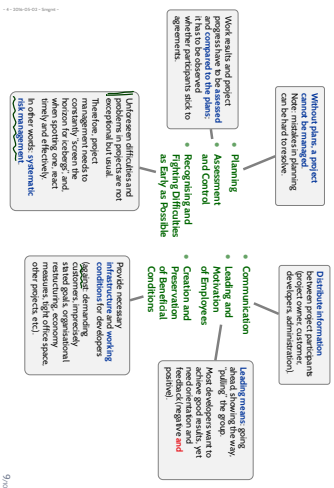 – 4 – 2016-05-02 – Singost –
Without plans, a project
cannot be managed.
Note: mistakes in planning
can be hard to resolve.
Work results and project
progress have to be assessed
and compared to the plans;
it has to be observed
whether participants stick to
agreements.
Unforeseen difficulties and
problems in projects are not
exceptional but usual.
Therefore, project
management needs to
constantly "screen the
horizon for icebergs", and,
when spotting one, react
timely and effectively.
In other words: systematic
risk management.
• Planning
• Assessment
and Control
• Recognising and
Fighting Difficulties
as Early as Possible
• Communication
• Leading and
Motivation
of Employees
• Creation and
Preservation
of Beneficial
Conditions
Distribute information
between project participants
(project owner, customer,
developers, administration).
Leading means: going
ahead, showing the way,
"pulling" the group.
Most developers want to
achieve good results, yet
need orientation and
feedback (negative and
positive).
Provide necessary
infrastructure and working
conditions for developers
(against: demanding
customers, imprecisely
stated goals, organisational
restructuring, economy
measures, tight office space,
other projects, etc.).
9/10